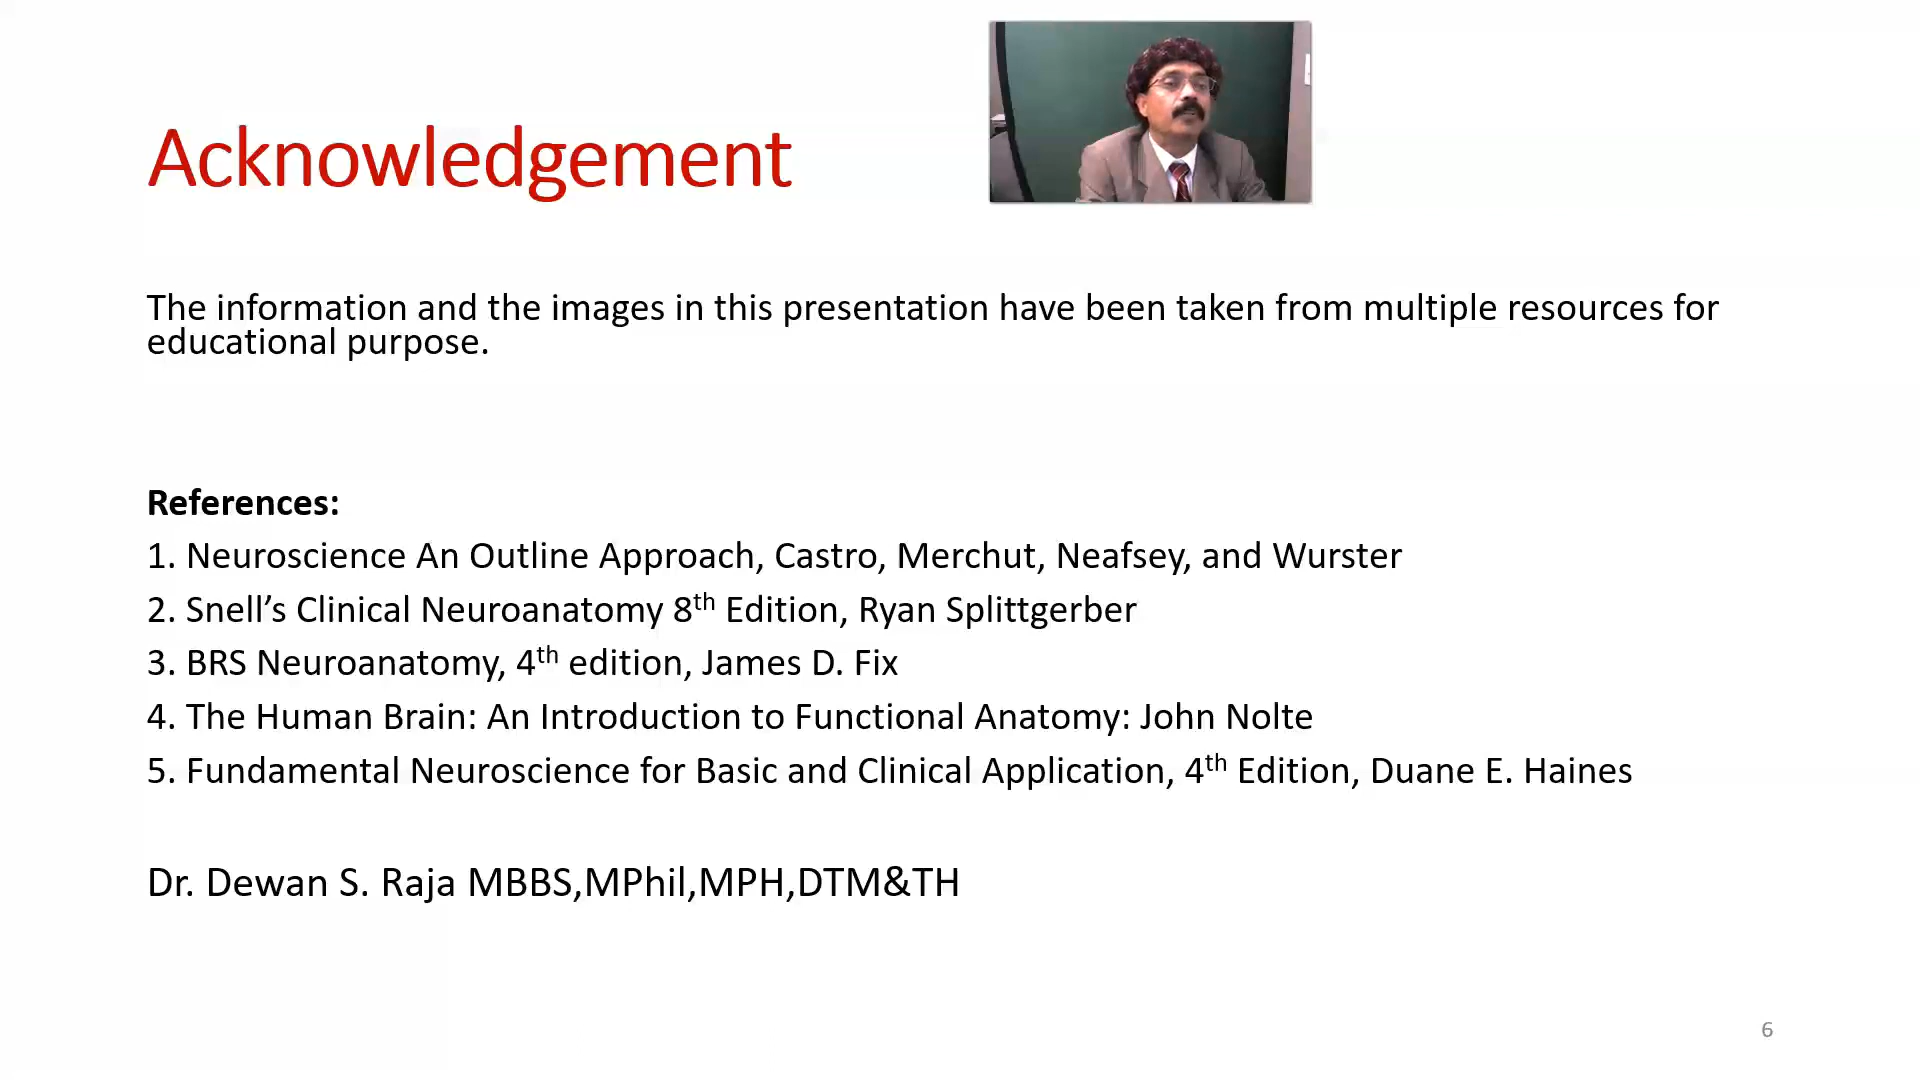 Acknowledgement
The information and the images in this presentation have been taken from multiple resources for
educational purpose.
References:
1. Neuroscience An Outline Approach, Castro, Merchut, Neafsey, and Wurster
2. Snell’s Clinical Neuroanatomy 8th Edition, Ryan Splittgerber
3. BRS Neuroanatomy, 4th edition, James D. Fix
4. The Human Brain: An Introduction to Functional Anatomy: John Nolte
5. Fundamental Neuroscience for Basic and Clinical Application, 4th Edition, Duane E. Haines
Dr. Dewan S. Raja MBBS,MPhil,MPH,DTM&TH
6